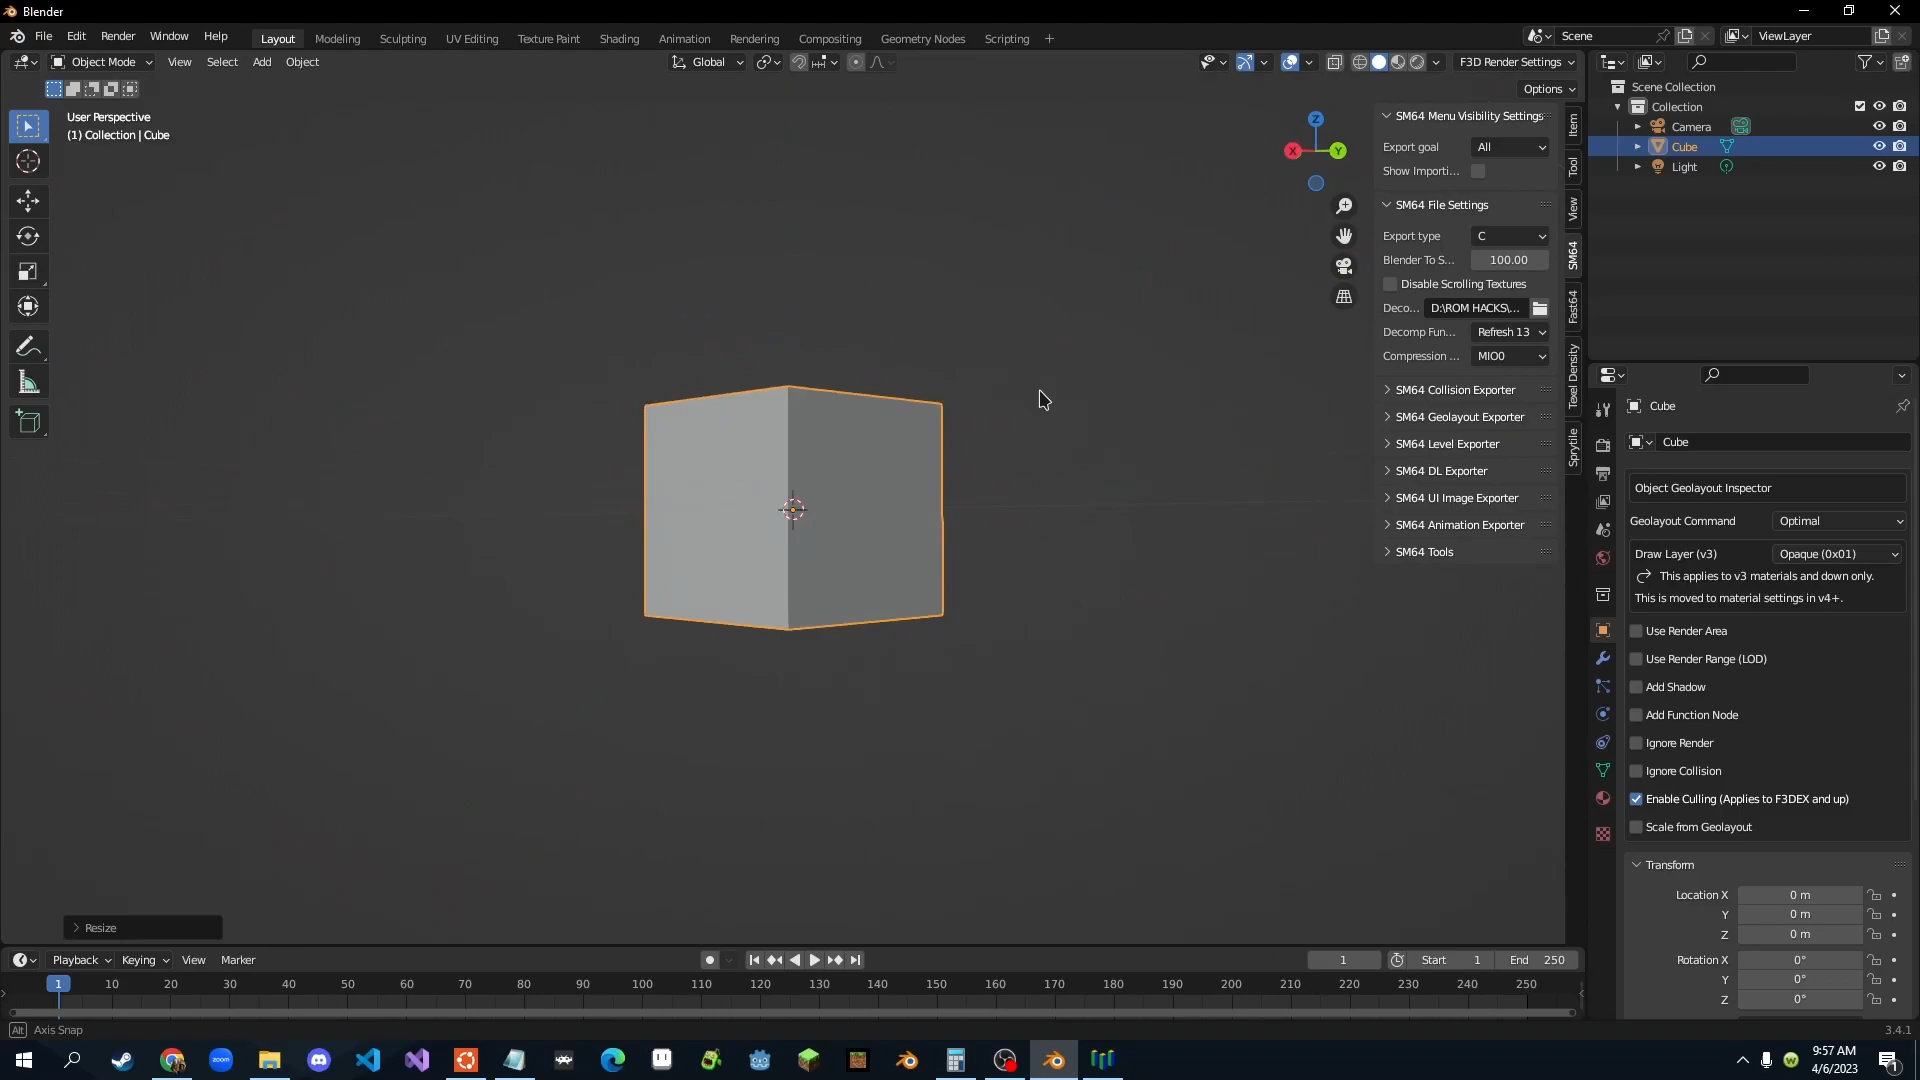 Blender
File Edit Render Window Help
Layout Modeling Sculpting UV Editing Texture Paint Shading Animation Rendering Compositing Geometry Nodes Scripting +
Scene
ViewLayer
Object Mode View Select Add Object
Global
F3D Render Settings
Options
User Perspective
(1) Collection | Cube
Z
X Y
SM64 Menu Visibility Settings
Export goal All
Show Importi...
SM64 File Settings
Export type C
Blender To S... 100.00
Disable Scrolling Textures
Deco... D:\ROM HACKS\...
Decomp Fun... Refresh 13
Compression ... MIO0
SM64 Collision Exporter
SM64 Geolayout Exporter
SM64 Level Exporter
SM64 DL Exporter
SM64 UI Image Exporter
SM64 Animation Exporter
SM64 Tools
Item
Tool
View
SM64
Fast64
Texel Density
Sprytile
Scene Collection
Collection
Camera
Cube
Light
Cube
Cube
Object Geolayout Inspector
Geolayout Command Optimal
Draw Layer (v3) Opaque (0x01)
This applies to v3 materials and down only.
This is moved to material settings in v4+.
Use Render Area
Use Render Range (LOD)
Add Shadow
Add Function Node
Ignore Render
Ignore Collision
Enable Culling (Applies to F3DEX and up)
Scale from Geolayout
Transform
Location X 0 m
Y 0 m
Z 0 m
Rotation X 0°
Y 0°
Z 0°
Resize
Playback Keying View Marker
1 Start 1 End 250
1 10 20 30 40 50 60 70 80 90 100 110 120 130 140 150 160 170 180 190 200 210 220 230 240 250
Alt Axis Snap
3.4.1
zoom
9:57 AM
4/6/2023
1